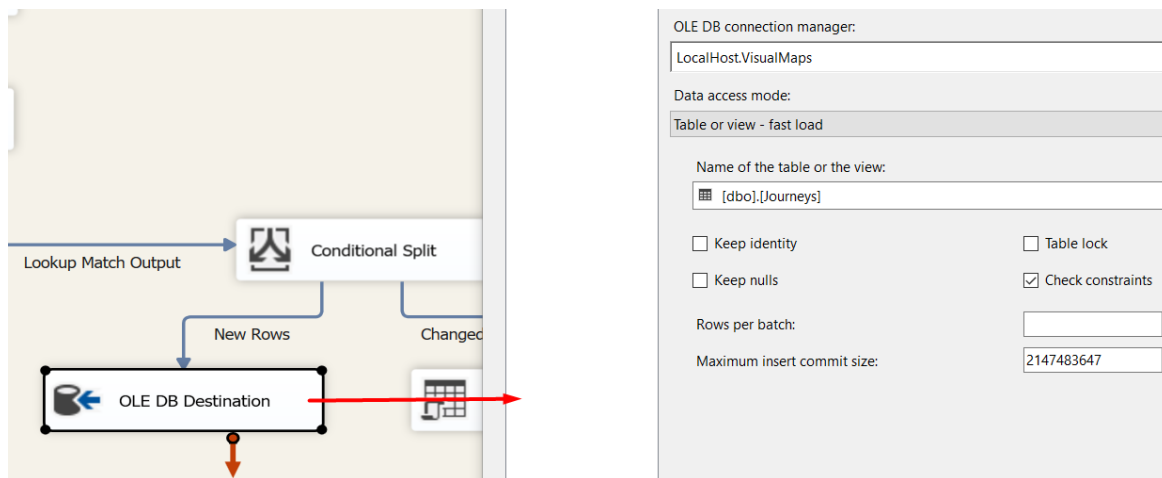 Lookup Match Output
Conditional Split
New Rows
Changed
OLE DB Destination
OLE DB connection manager:
LocalHost.VisualMaps
Data access mode:
Table or view - fast load
Name of the table or the view:
[dbo].[Journeys]
Keep identity
Table lock
Keep nulls
Check constraints
Rows per batch:
Maximum insert commit size:
2147483647